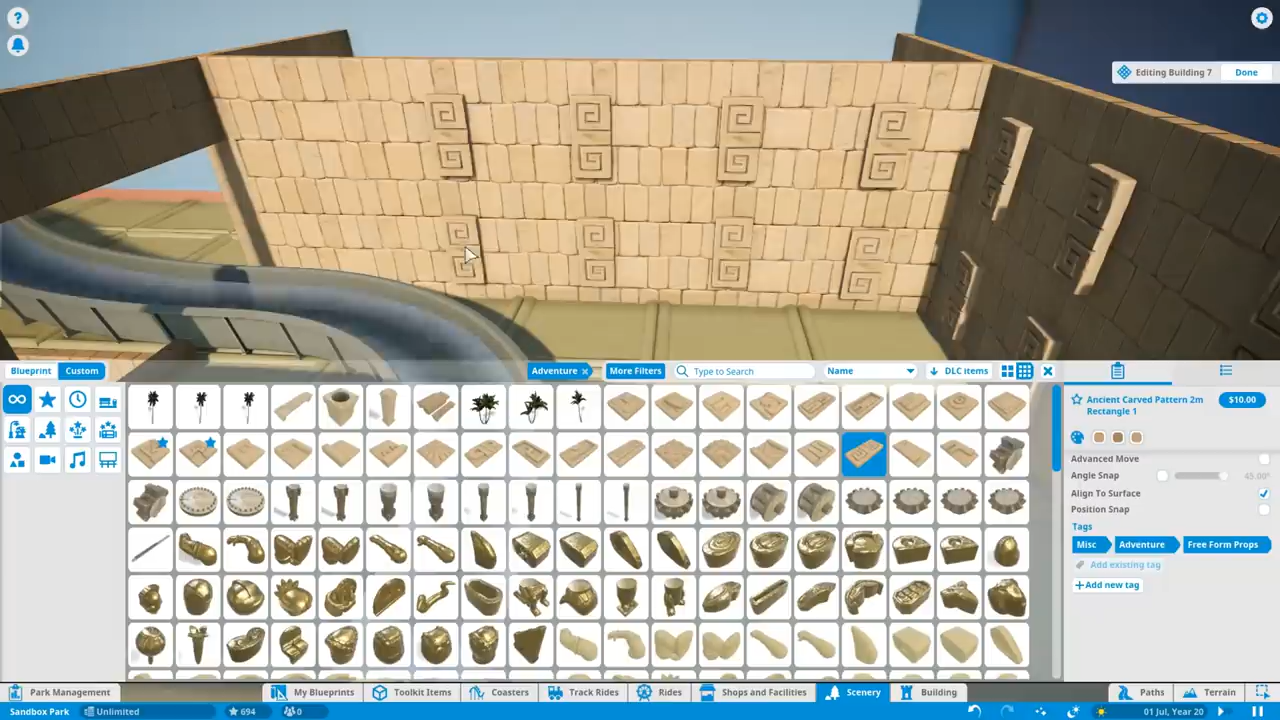 ?
Editing Building 7 Done
Blueprint Custom Adventure × More Filters Type to Search Name DLC items
Ancient Carved Pattern 2m
Rectangle 1
$10.00
Advanced Move
Angle Snap 45.00°
Align To Surface
Position Snap
Tags
Misc Adventure Free Form Props
Add existing tag
+Add new tag
Park Management My Blueprints Toolkit Items Coasters Track Rides Rides Shops and Facilities Scenery Building Paths Terrain
Sandbox Park Unlimited 694 0 01 Jul, Year 20